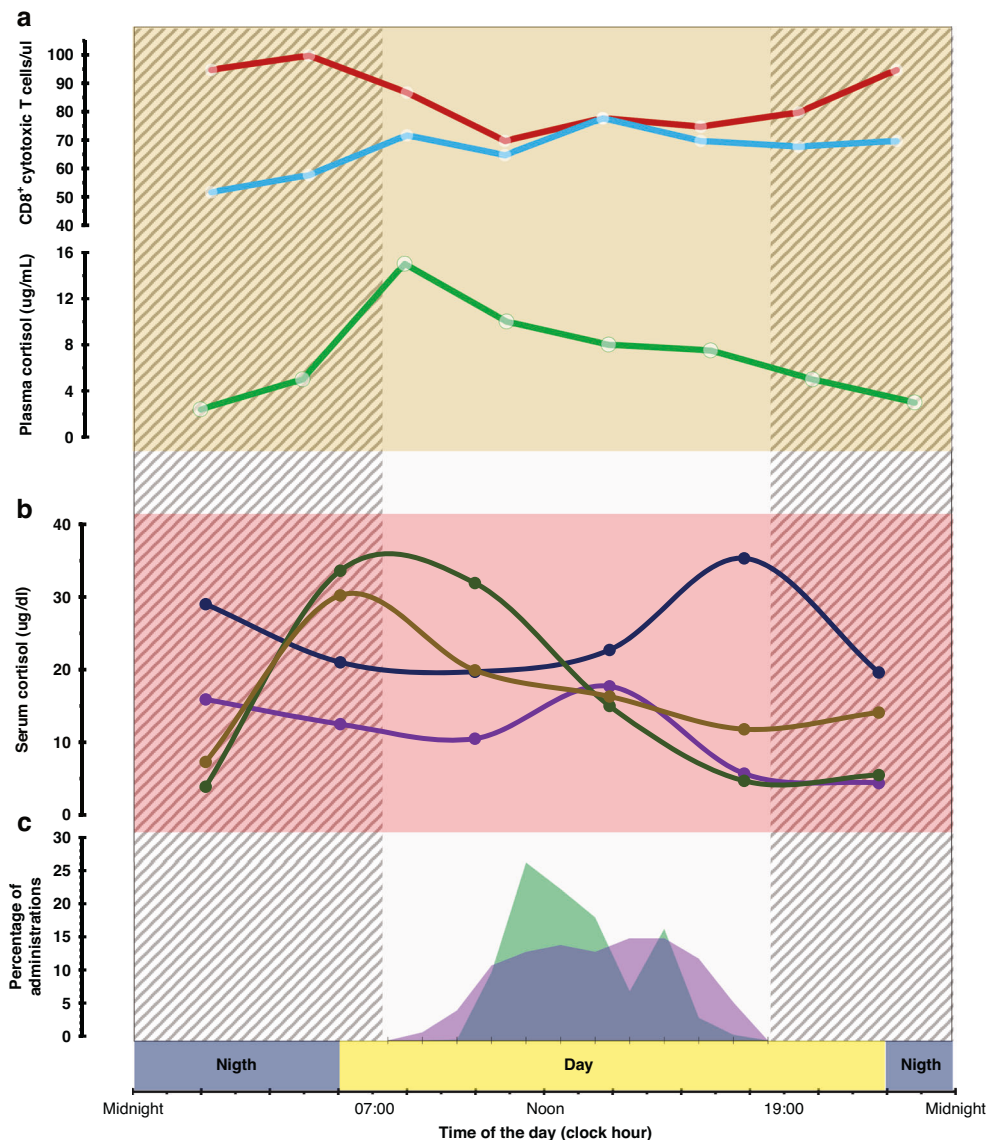 a
CD8+ cytotoxic T cells/ul
100
90
80
70
60
50
40
Plasma cortisol (ug/mL)
16
12
8
4
0
b
Serum cortisol (ug/dl)
40
30
20
10
0
c
Percentage of
administrations
30
25
20
15
10
5
0
Nigth Day Nigth
Midnight 07:00 Noon 19:00 Midnight
Time of the day (clock hour)